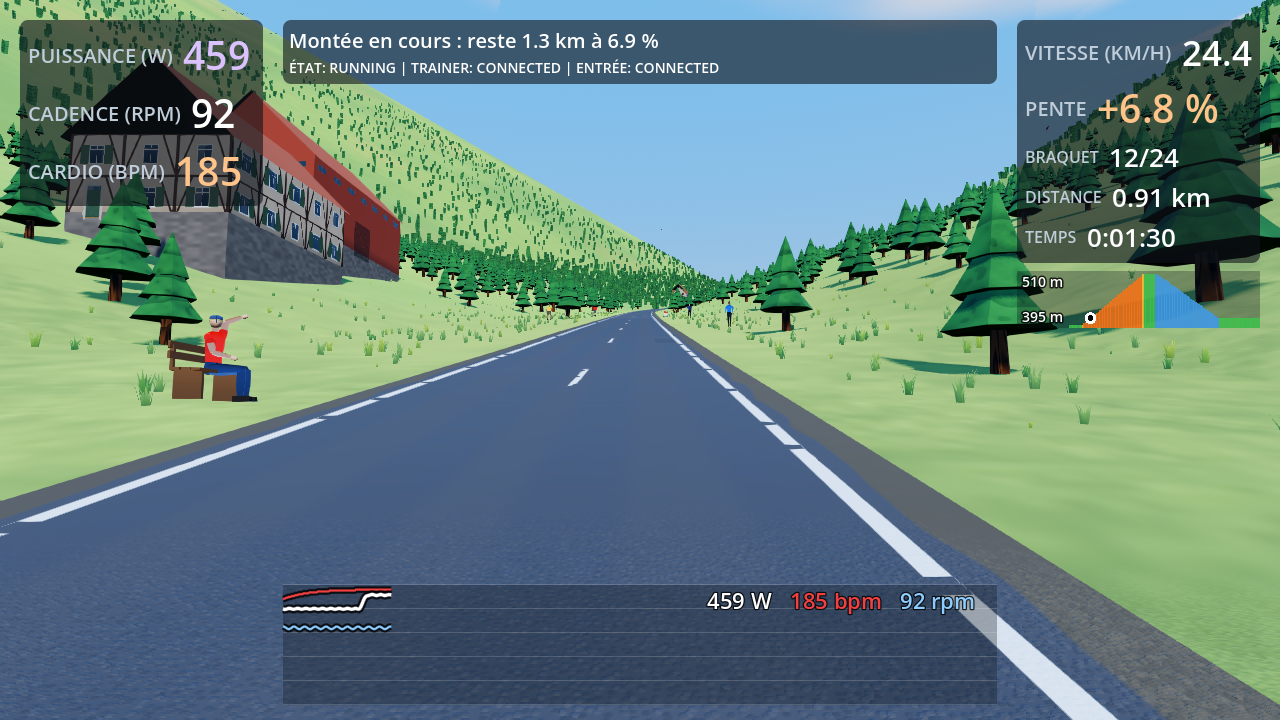 PUISSANCE (W) 459
CADENCE (RPM) 92
CARDIO (BPM) 185
Montée en cours : reste 1.3 km à 6.9 %
ÉTAT: RUNNING | TRAINER: CONNECTED | ENTRÉE: CONNECTED
VITESSE (KM/H) 24.4
PENTE +6.8 %
BRAQUET 12/24
DISTANCE 0.91 km
TEMPS 0:01:30
510 m
395 m
459 W 185 bpm 92 rpm